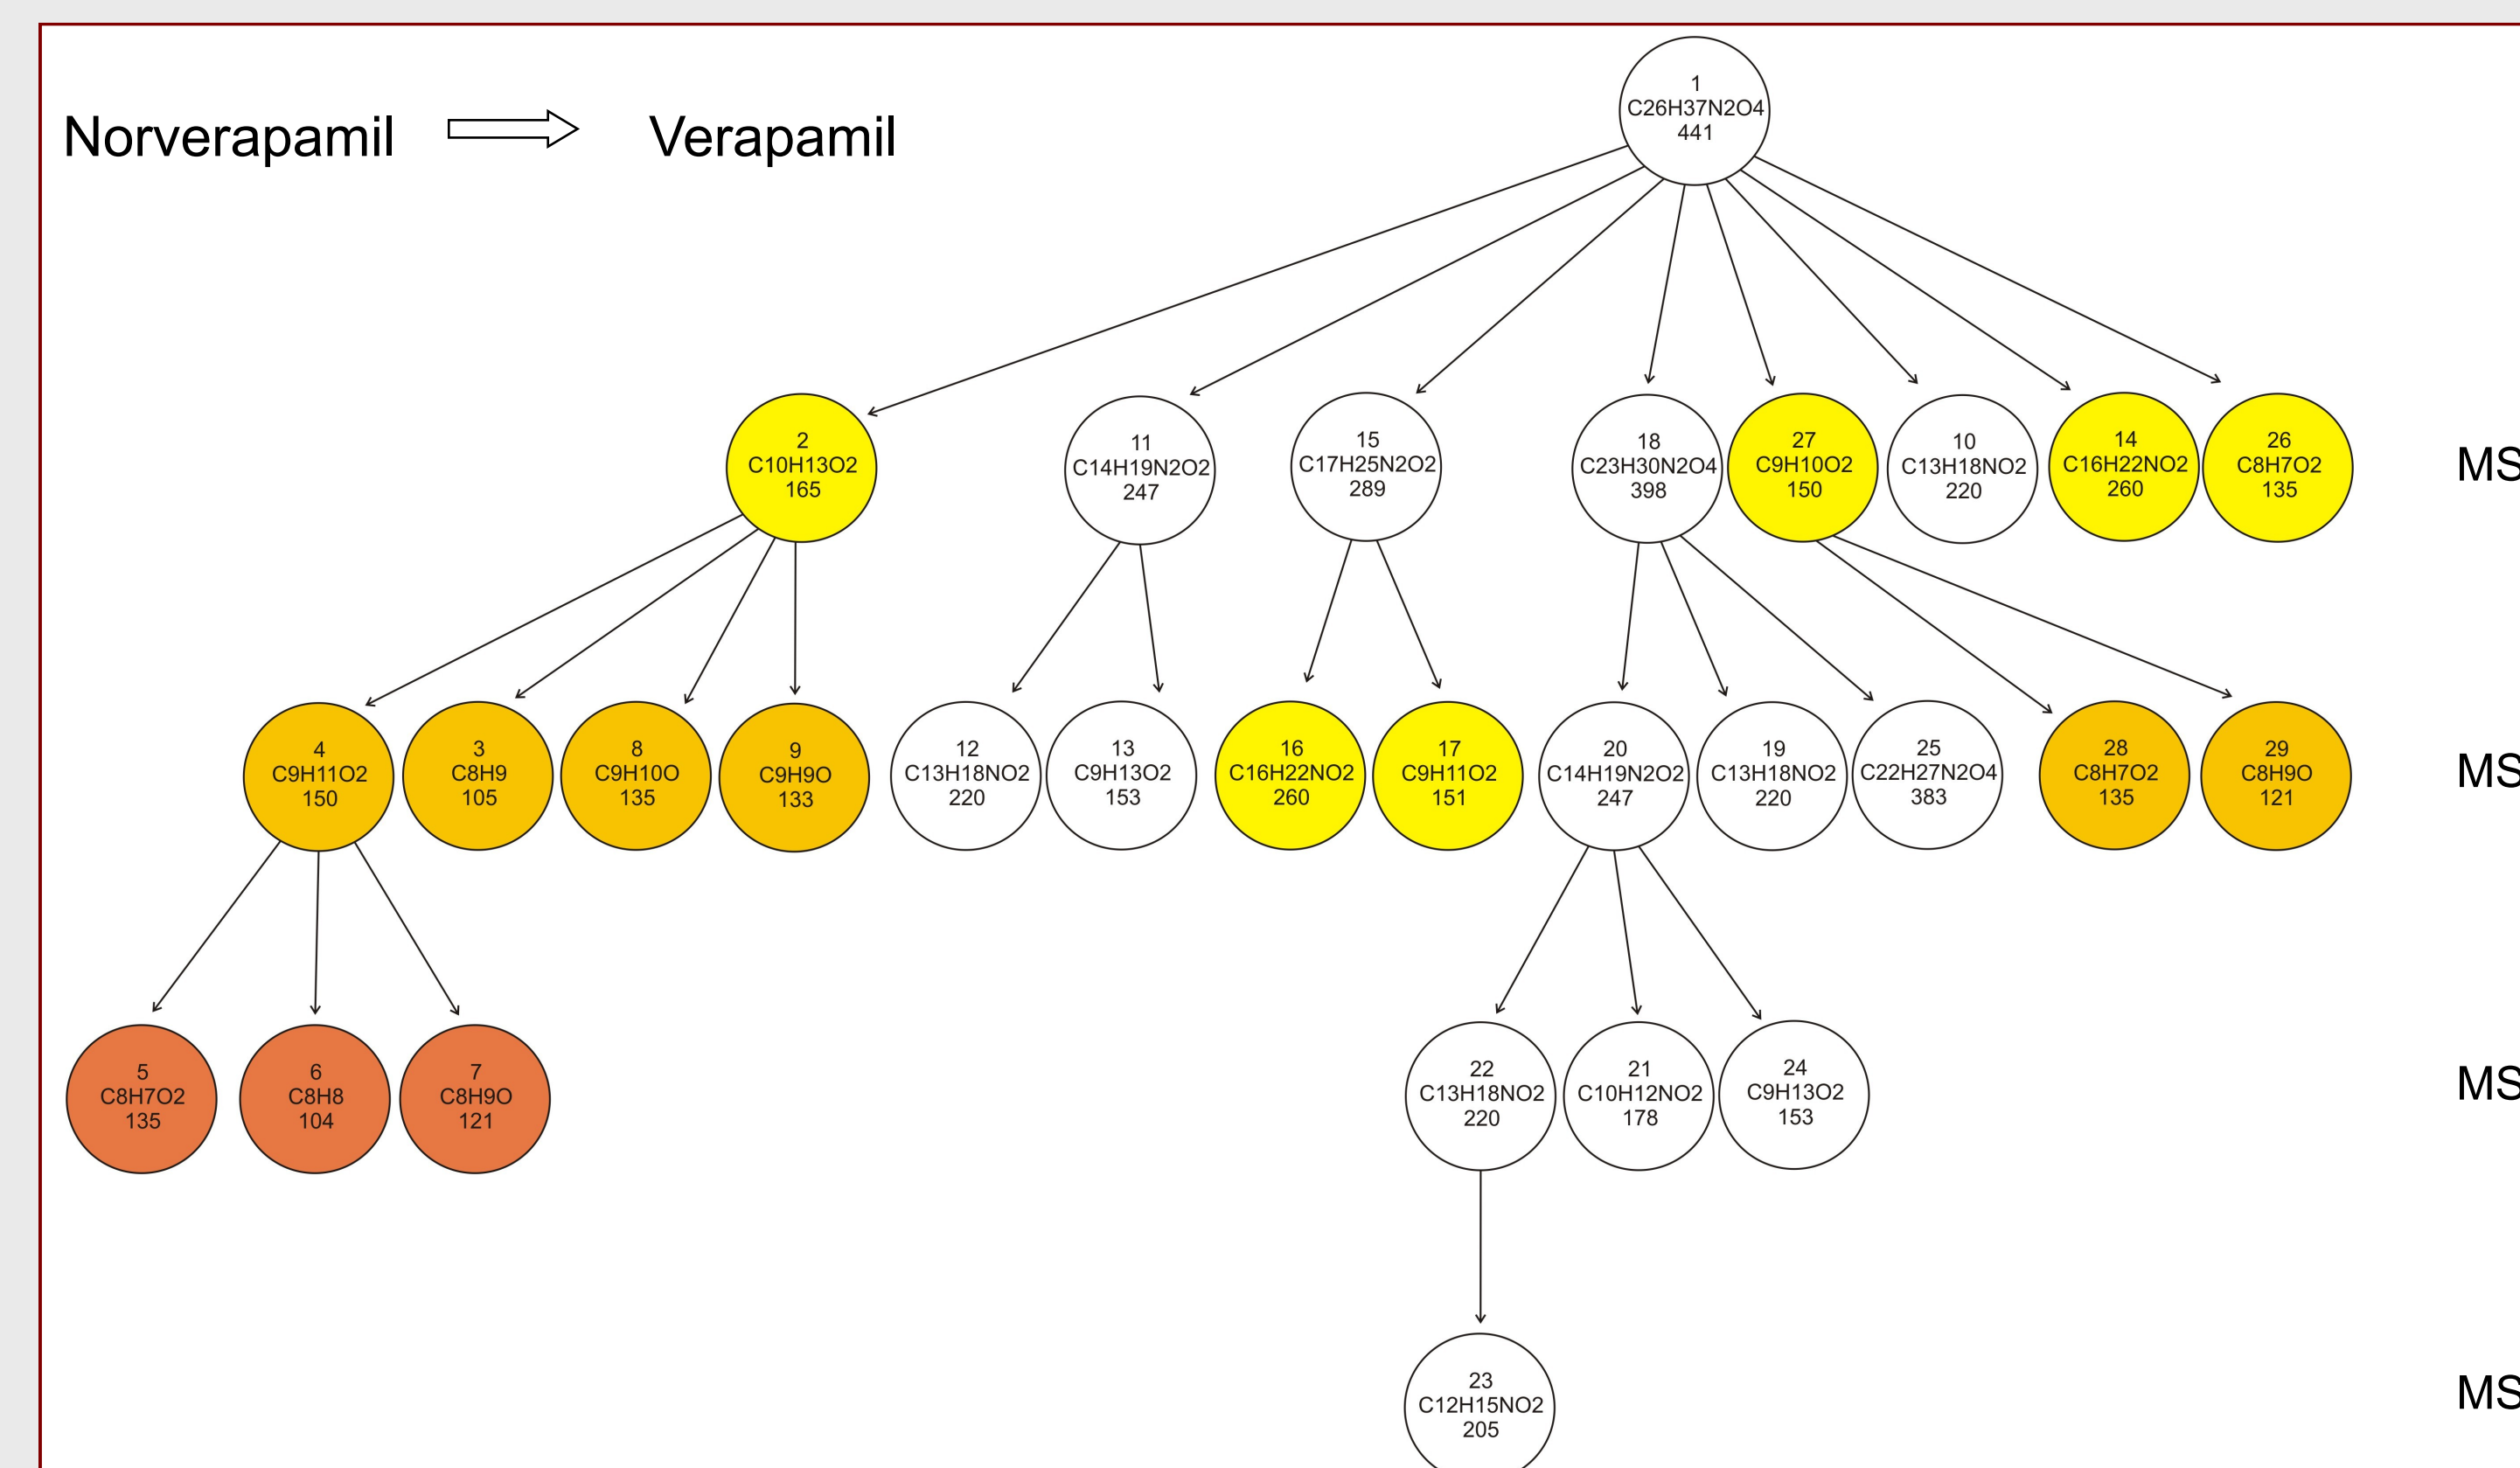 Norverapamil
Verapamil
1
C26H37N2O4
441
2
C10H13O2
165
11
C14H19N2O2
247
15
C17H25N2O2
289
18
C23H30N2O4
398
27
C9H10O2
150
10
C13H18NO2
220
14
C16H22NO2
260
26
C8H7O2
135
MS
4
C9H11O2
150
3
C8H9
105
8
C9H10O
135
9
C9H9O
133
12
C13H18NO2
220
13
C9H13O2
153
16
C16H22NO2
260
17
C9H11O2
151
20
C14H19N2O2
247
19
C13H18NO2
220
25
C22H27N2O4
383
28
C8H7O2
135
29
C8H9O
121
MS
5
C8H7O2
135
6
C8H8
104
7
C8H9O
121
22
C13H18NO2
220
21
C10H12NO2
178
24
C9H13O2
153
MS
23
C12H15NO2
205
MS